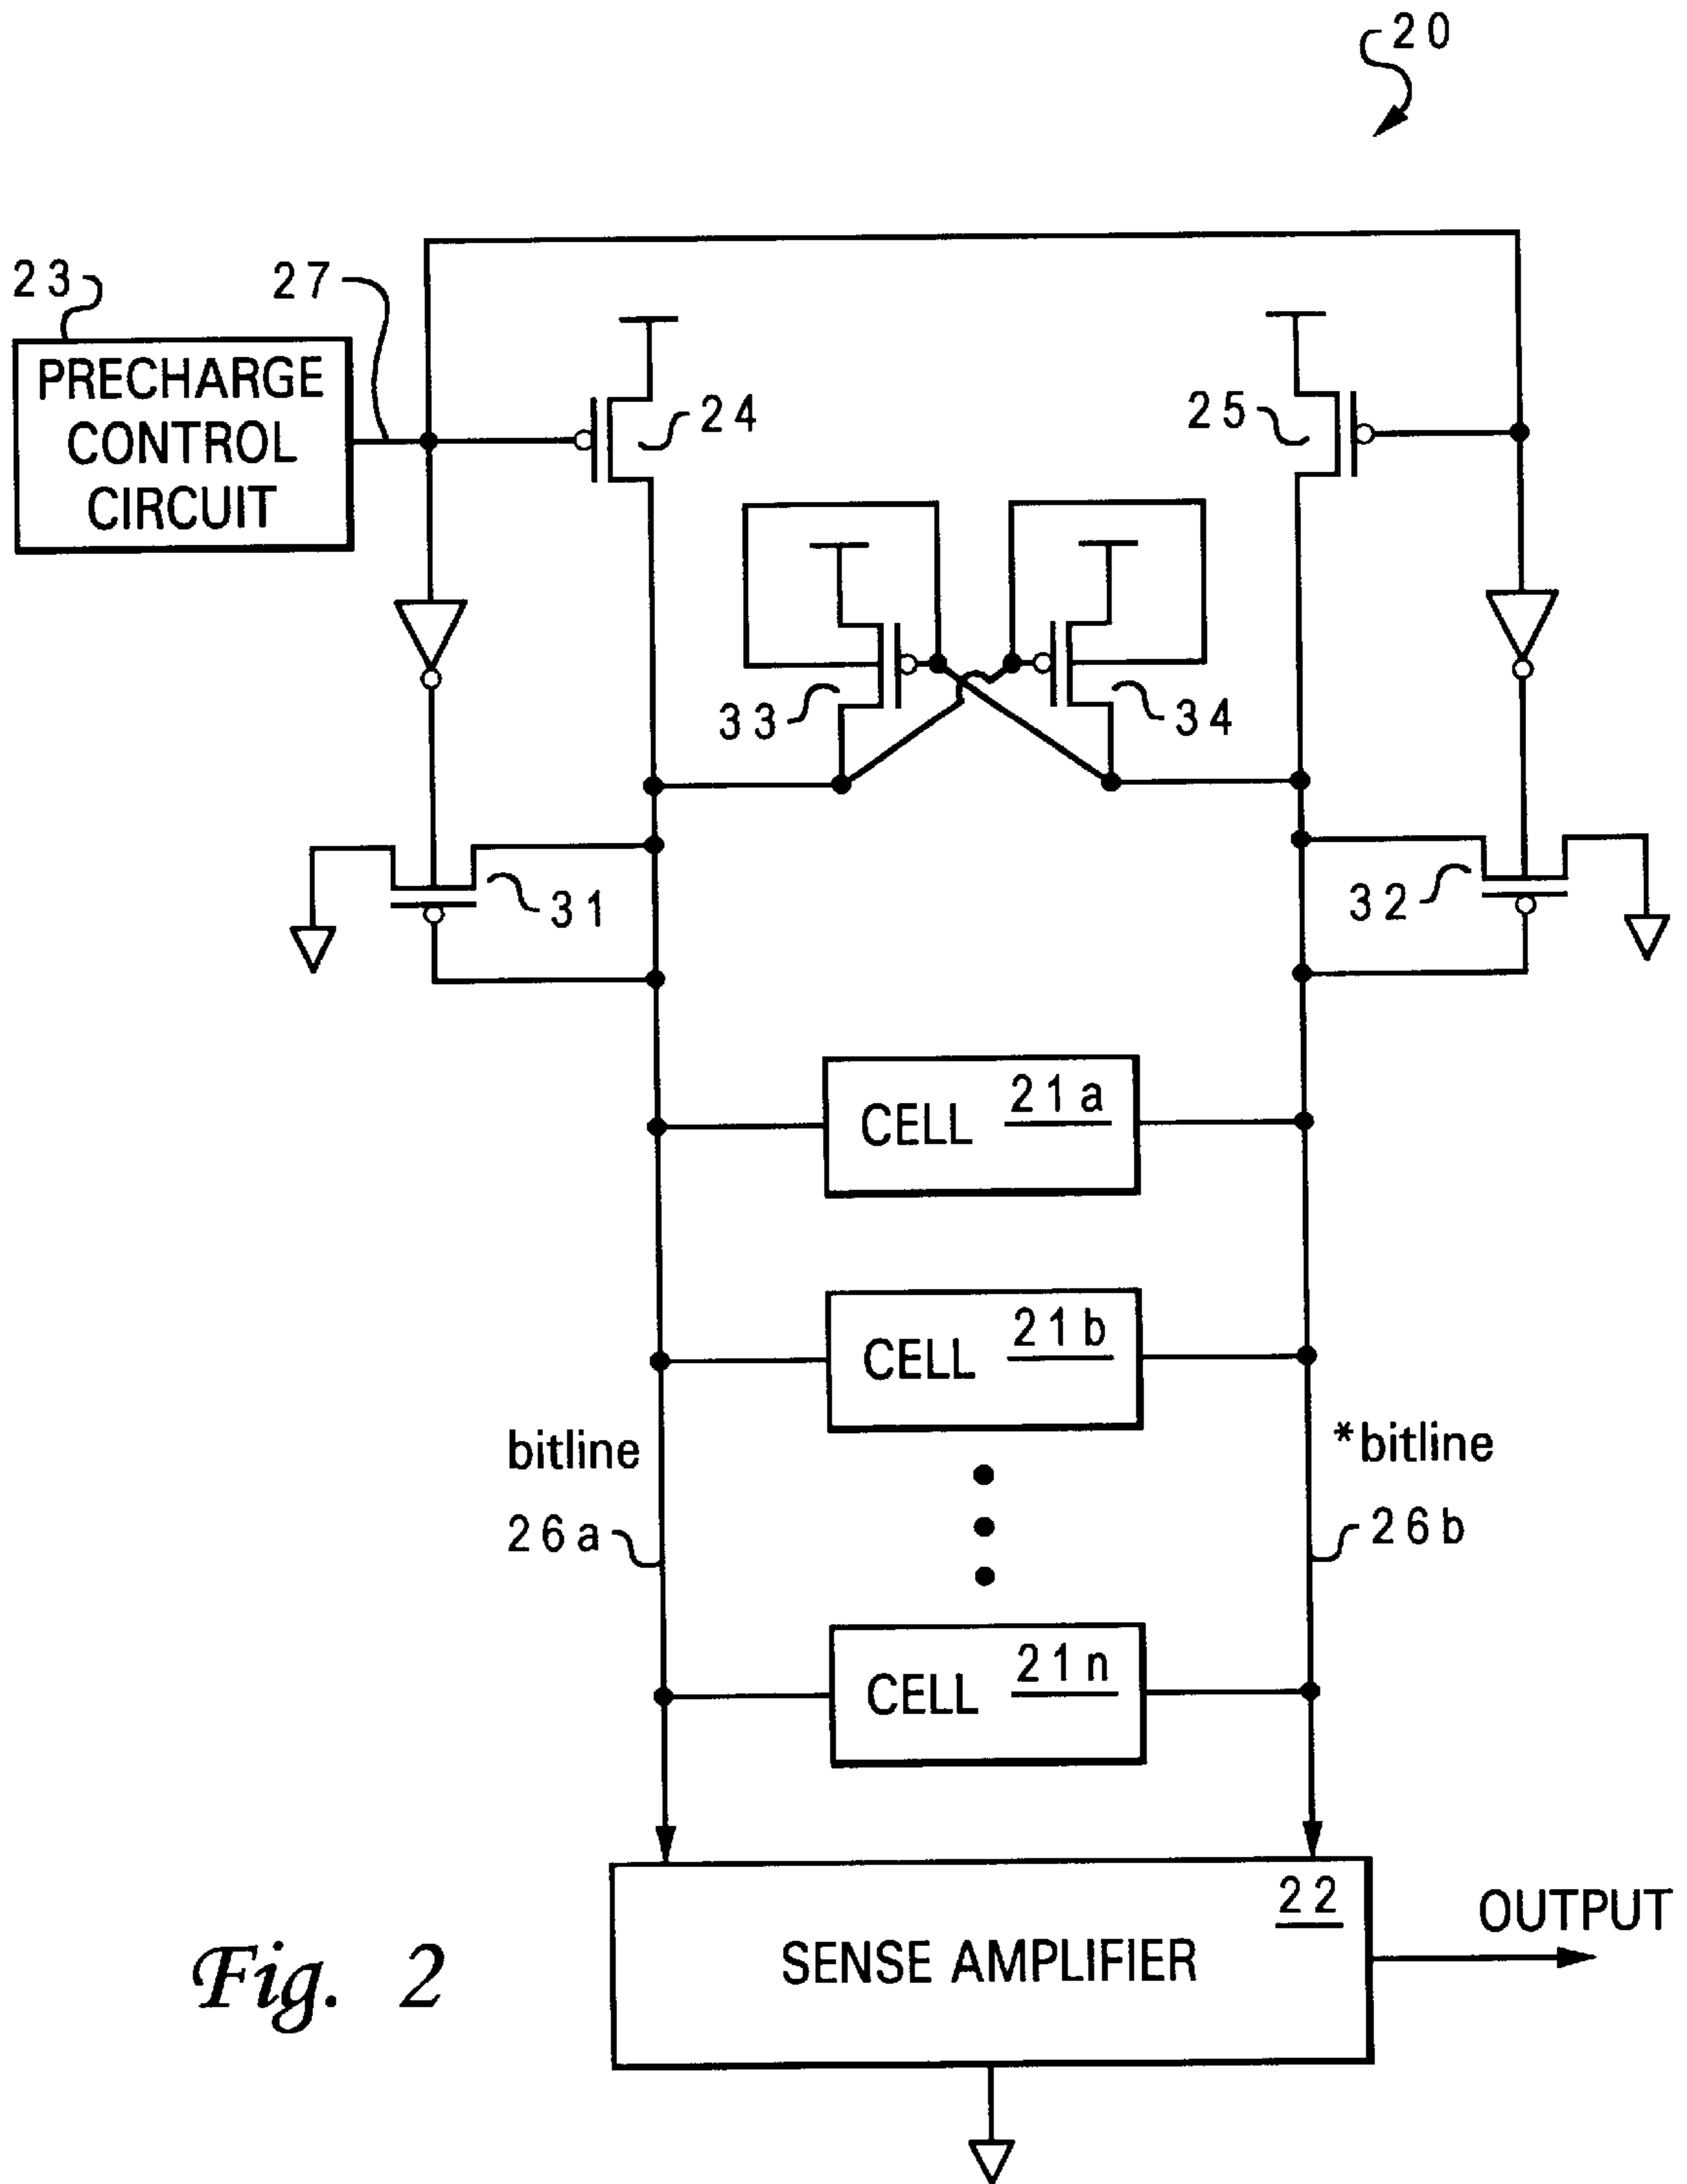 20
23
27
PRECHARGE
CONTROL
CIRCUIT
24
25
33
34
31
32
CELL 21a
CELL 21b
bitline
*bitline
26a
26b
CELL 21n
22
SENSE AMPLIFIER
OUTPUT
Fig. 2